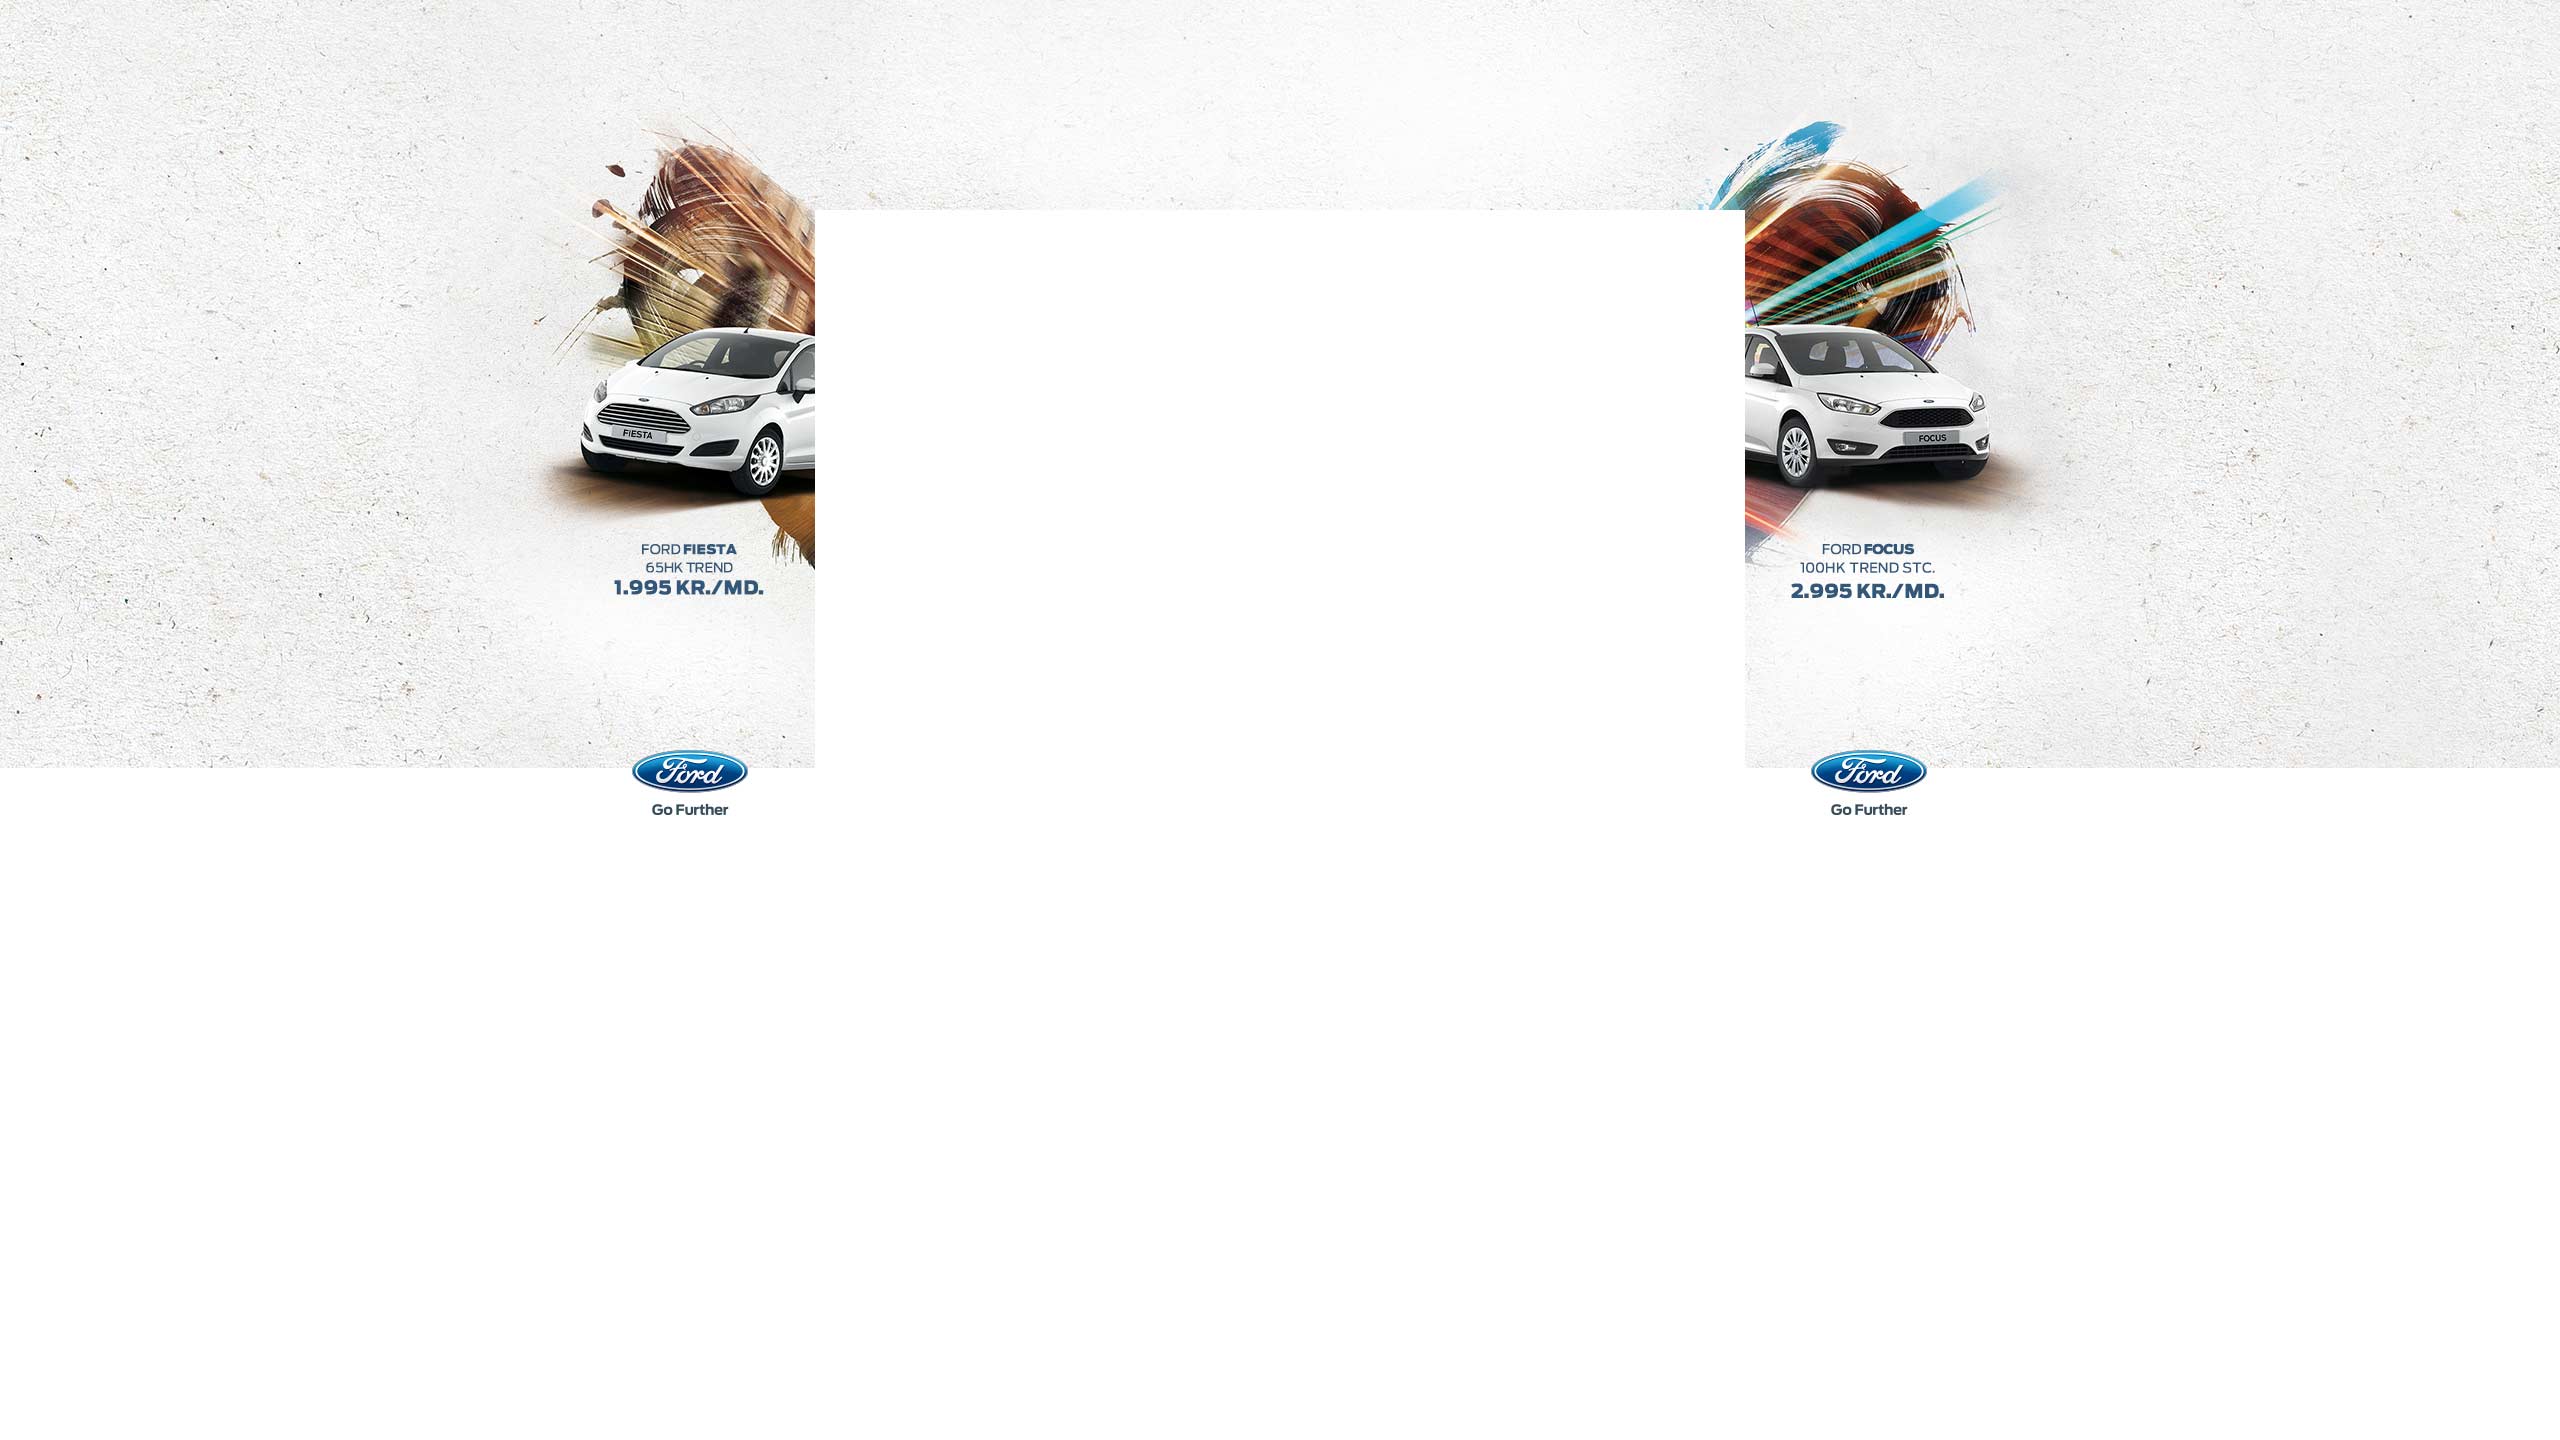 FIESTA
FORD FIESTA
65HK TREND
1.995 KR./MD.
Ford
Go Further
FOCUS
FORD FOCUS
100HK TREND STC.
2.995 KR./MD.
Ford
Go Further